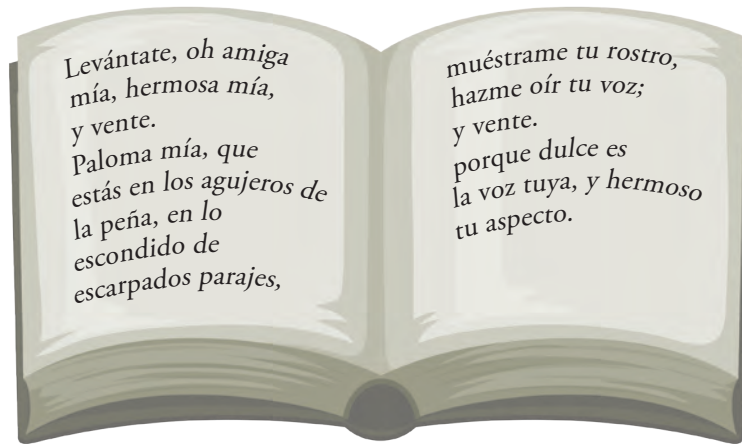 Levántate, oh amiga
mía, hermosa mía,
y vente.
Paloma mía, que
estás en los agujeros de
la peña, en lo
escondido de
escarpados parajes,
muéstrame tu rostro,
hazme oír tu voz;
y vente.
porque dulce es
la voz tuya, y hermoso
tu aspecto.